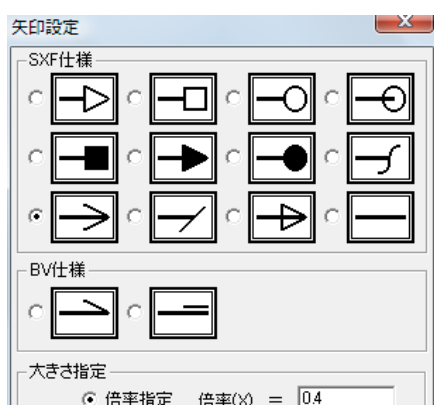 矢印設定
SXF仕様
BV仕様
大きさ指定
倍率指定 倍率(X) = 0.4